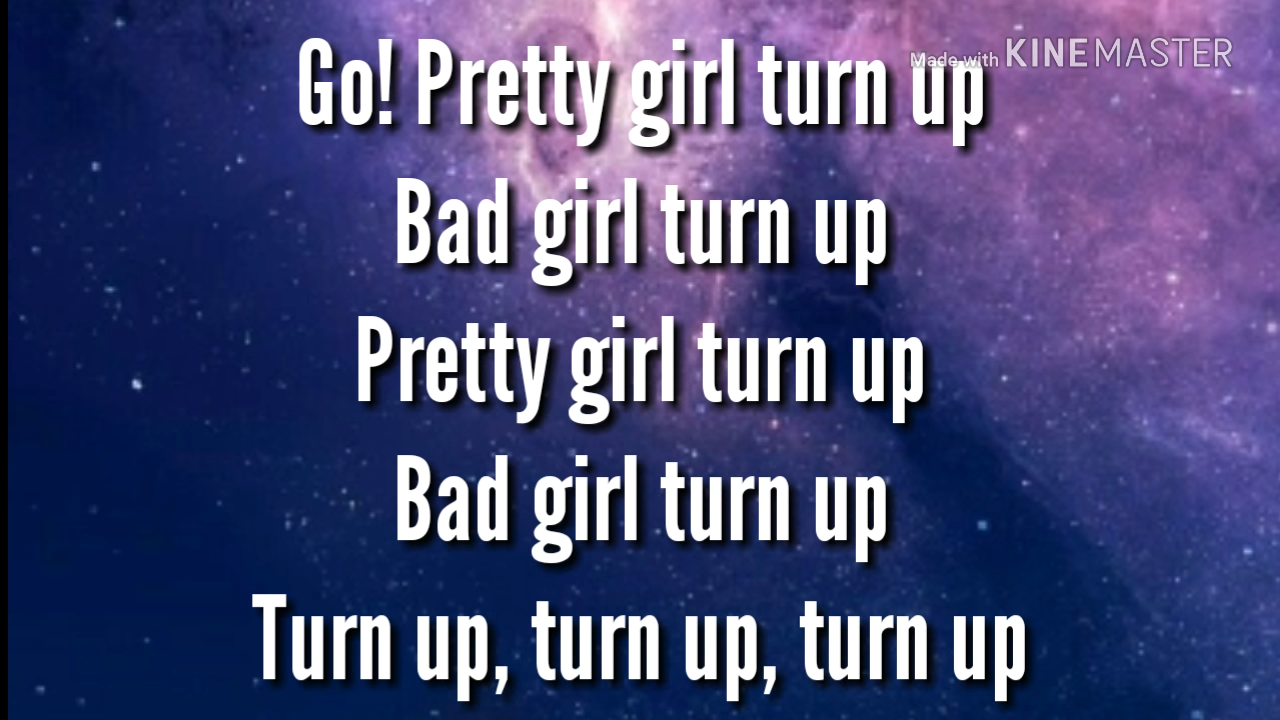 Made with KINEMASTER
Go! Pretty girl turn up
Bad girl turn up
Pretty girl turn up
Bad girl turn up
Turn up, turn up, turn up